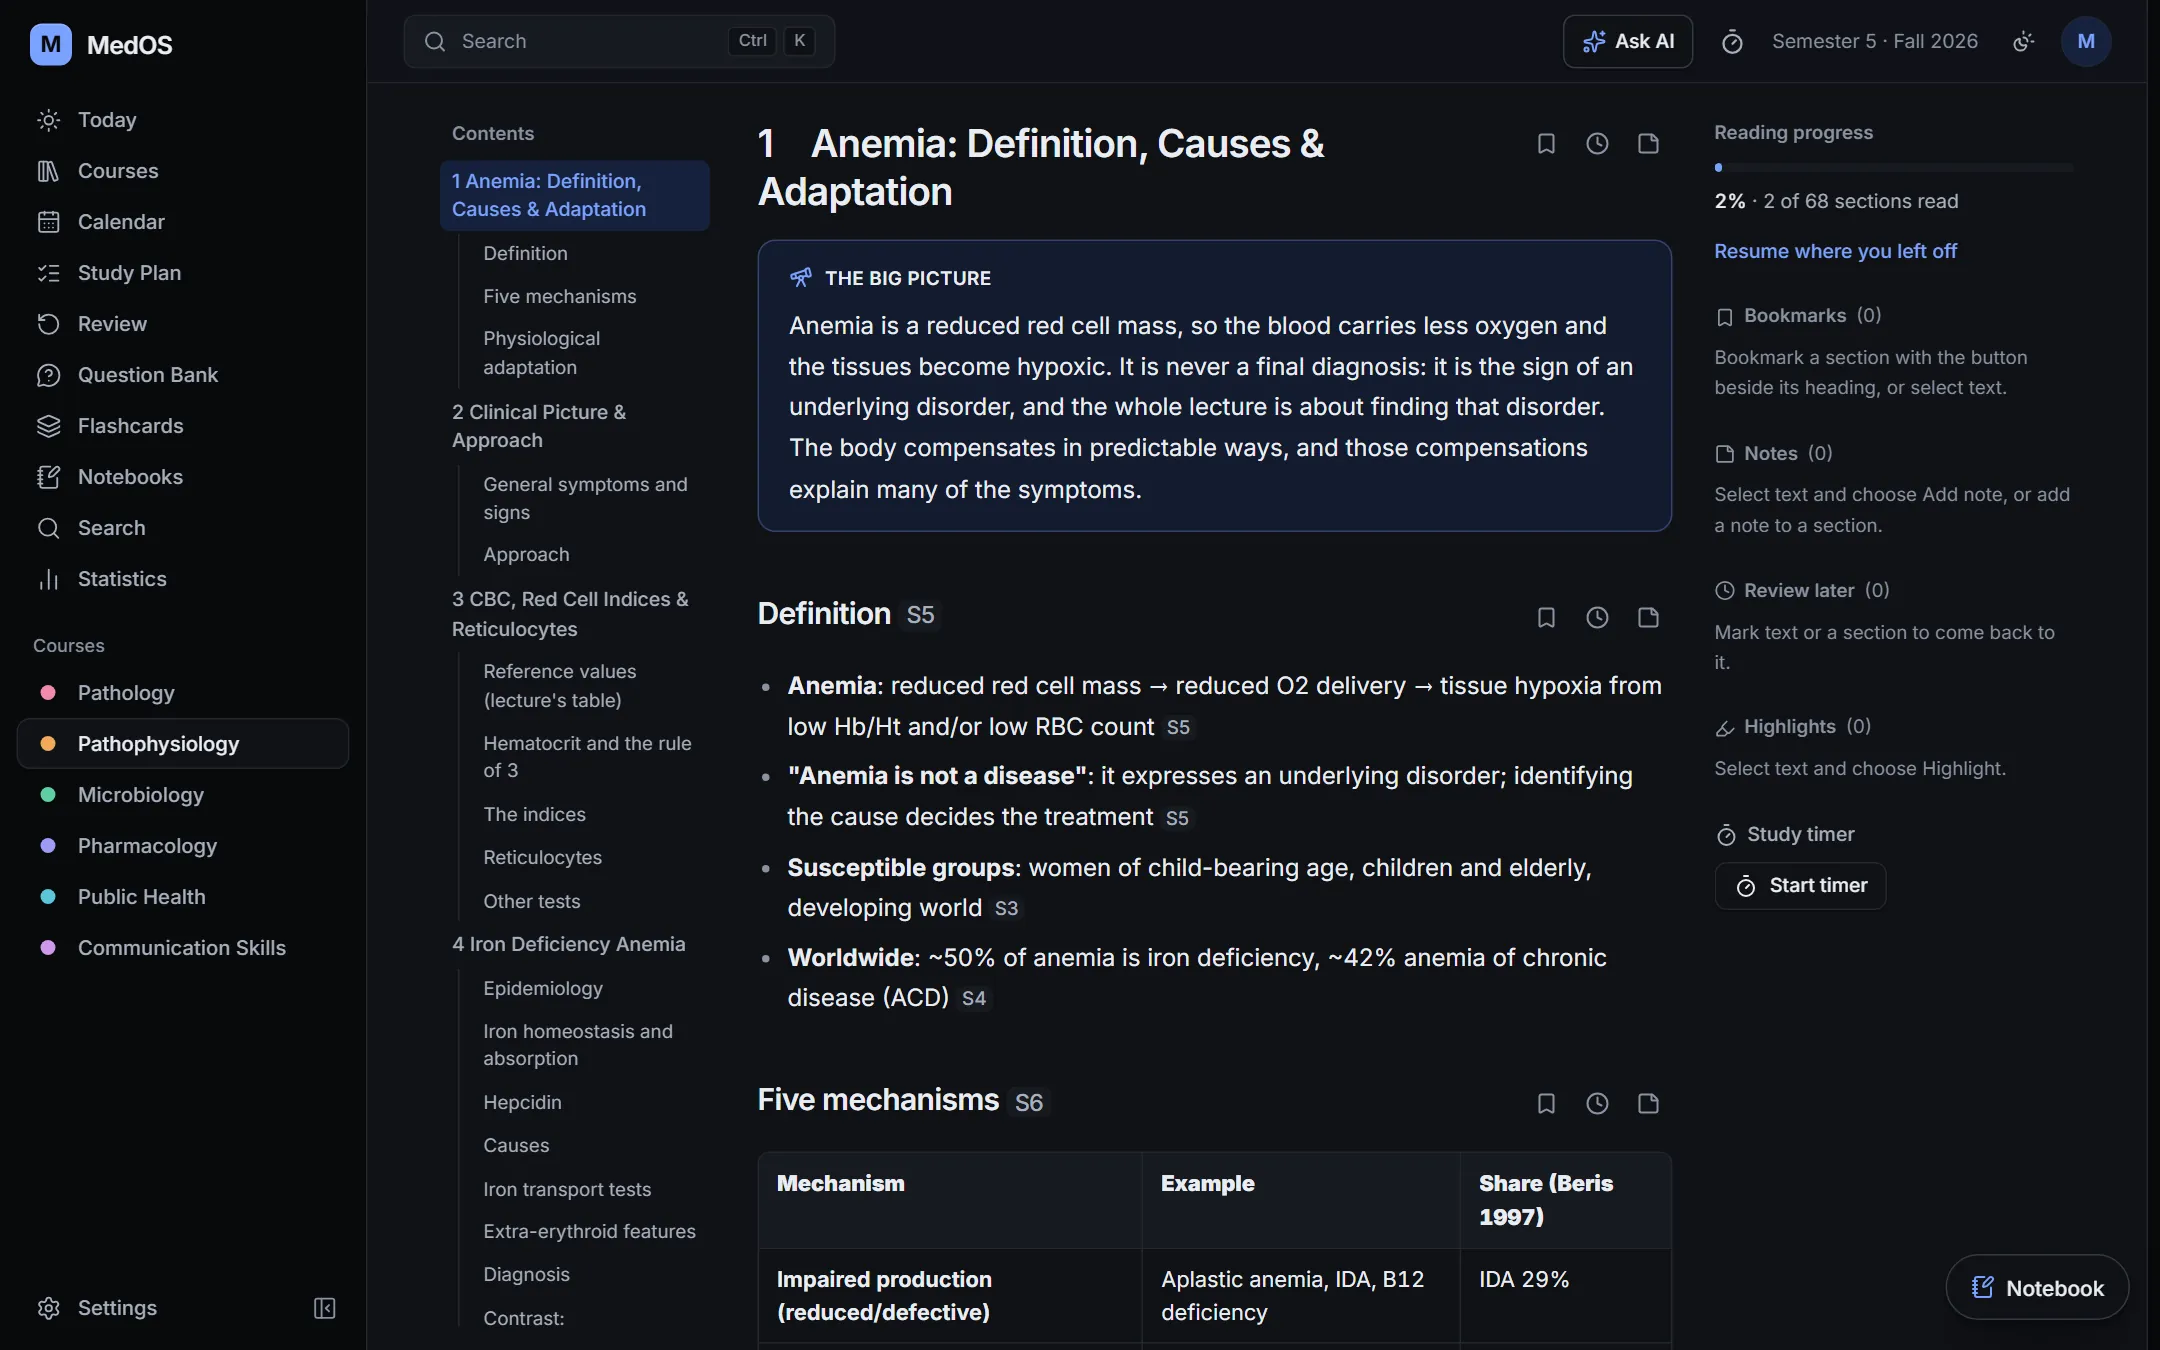 M MedOS
Today
Courses
Calendar
Study Plan
Review
Question Bank
Flashcards
Notebooks
Search
Statistics
Courses
Pathology
Pathophysiology
Microbiology
Pharmacology
Public Health
Communication Skills
Settings
Search Ctrl K
Ask AI
Semester 5 · Fall 2026
M
Contents
1 Anemia: Definition,
Causes & Adaptation
Definition
Five mechanisms
Physiological
adaptation
2 Clinical Picture &
Approach
General symptoms and
signs
Approach
3 CBC, Red Cell Indices &
Reticulocytes
Reference values
(lecture's table)
Hematocrit and the rule
of 3
The indices
Reticulocytes
Other tests
4 Iron Deficiency Anemia
Epidemiology
Iron homeostasis and
absorption
Hepcidin
Causes
Iron transport tests
Extra-erythroid features
Diagnosis
Contrast:
1 Anemia: Definition, Causes &
Adaptation
THE BIG PICTURE
Anemia is a reduced red cell mass, so the blood carries less oxygen and
the tissues become hypoxic. It is never a final diagnosis: it is the sign of an
underlying disorder, and the whole lecture is about finding that disorder.
The body compensates in predictable ways, and those compensations
explain many of the symptoms.
Definition S5
• Anemia: reduced red cell mass → reduced O2 delivery → tissue hypoxia from
low Hb/Ht and/or low RBC count S5
• "Anemia is not a disease": it expresses an underlying disorder; identifying
the cause decides the treatment S5
• Susceptible groups: women of child-bearing age, children and elderly,
developing world S3
• Worldwide: ~50% of anemia is iron deficiency, ~42% anemia of chronic
disease (ACD) S4
Five mechanisms S6
Mechanism Example Share (Beris
1997)
Impaired production Aplastic anemia, IDA, B12 IDA 29%
(reduced/defective) deficiency
Reading progress
2% · 2 of 68 sections read
Resume where you left off
Bookmarks (0)
Bookmark a section with the button
beside its heading, or select text.
Notes (0)
Select text and choose Add note, or add
a note to a section.
Review later (0)
Mark text or a section to come back to
it.
Highlights (0)
Select text and choose Highlight.
Study timer
Start timer
Notebook